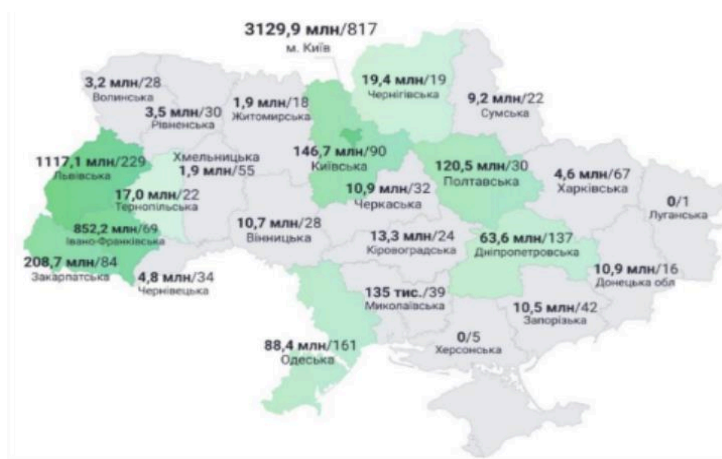 3129,9 млн/817
м. Київ
19,4 млн/19
Чернігівська
3,2 млн/28
Волинська
9,2 млн/22
Сумська
1,9 млн/18
Житомирська
3,5 млн/30
Рівненська
1117,1 млн/229
Львівська
Хмельницька
1,9 млн/55
146,7 млн/90
Київська
120,5 млн/30
Полтавська
4,6 млн/67
Харківська
17,0 млн/22
Тернопільська
10,9 млн/32
Черкаська
0/1
Луганська
852,2 млн/69
Івано-Франківська
10,7 млн/28
Вінницька
13,3 млн/24
Кіровоградська
63,6 млн/137
Дніпропетровська
208,7 млн/84
Закарпатська
4,8 млн/34
Чернівецька
10,9 млн/16
Донецька обл
135 тис./39
Миколаївська
10,5 млн/42
Запорізька
88,4 млн/161
Одеська
0/5
Херсонська